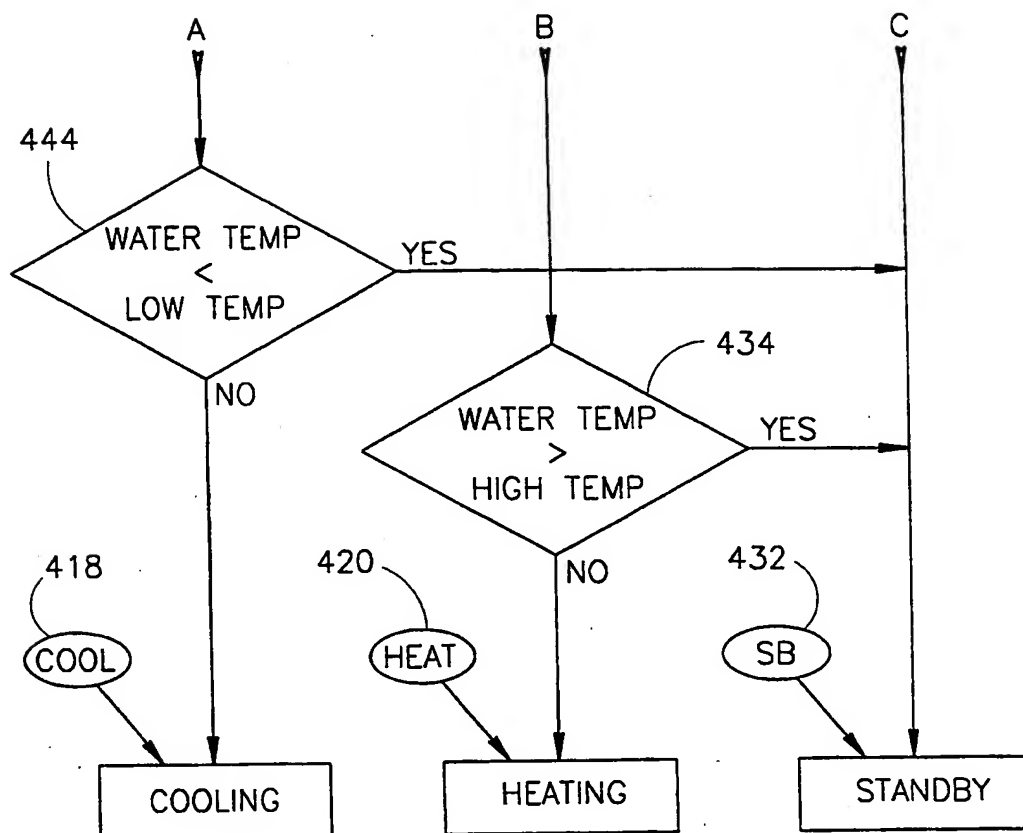 A
B
C
444
WATER TEMP
<
LOW TEMP
YES
NO
434
WATER TEMP
>
HIGH TEMP
YES
NO
418
COOL
420
HEAT
432
SB
COOLING
HEATING
STANDBY